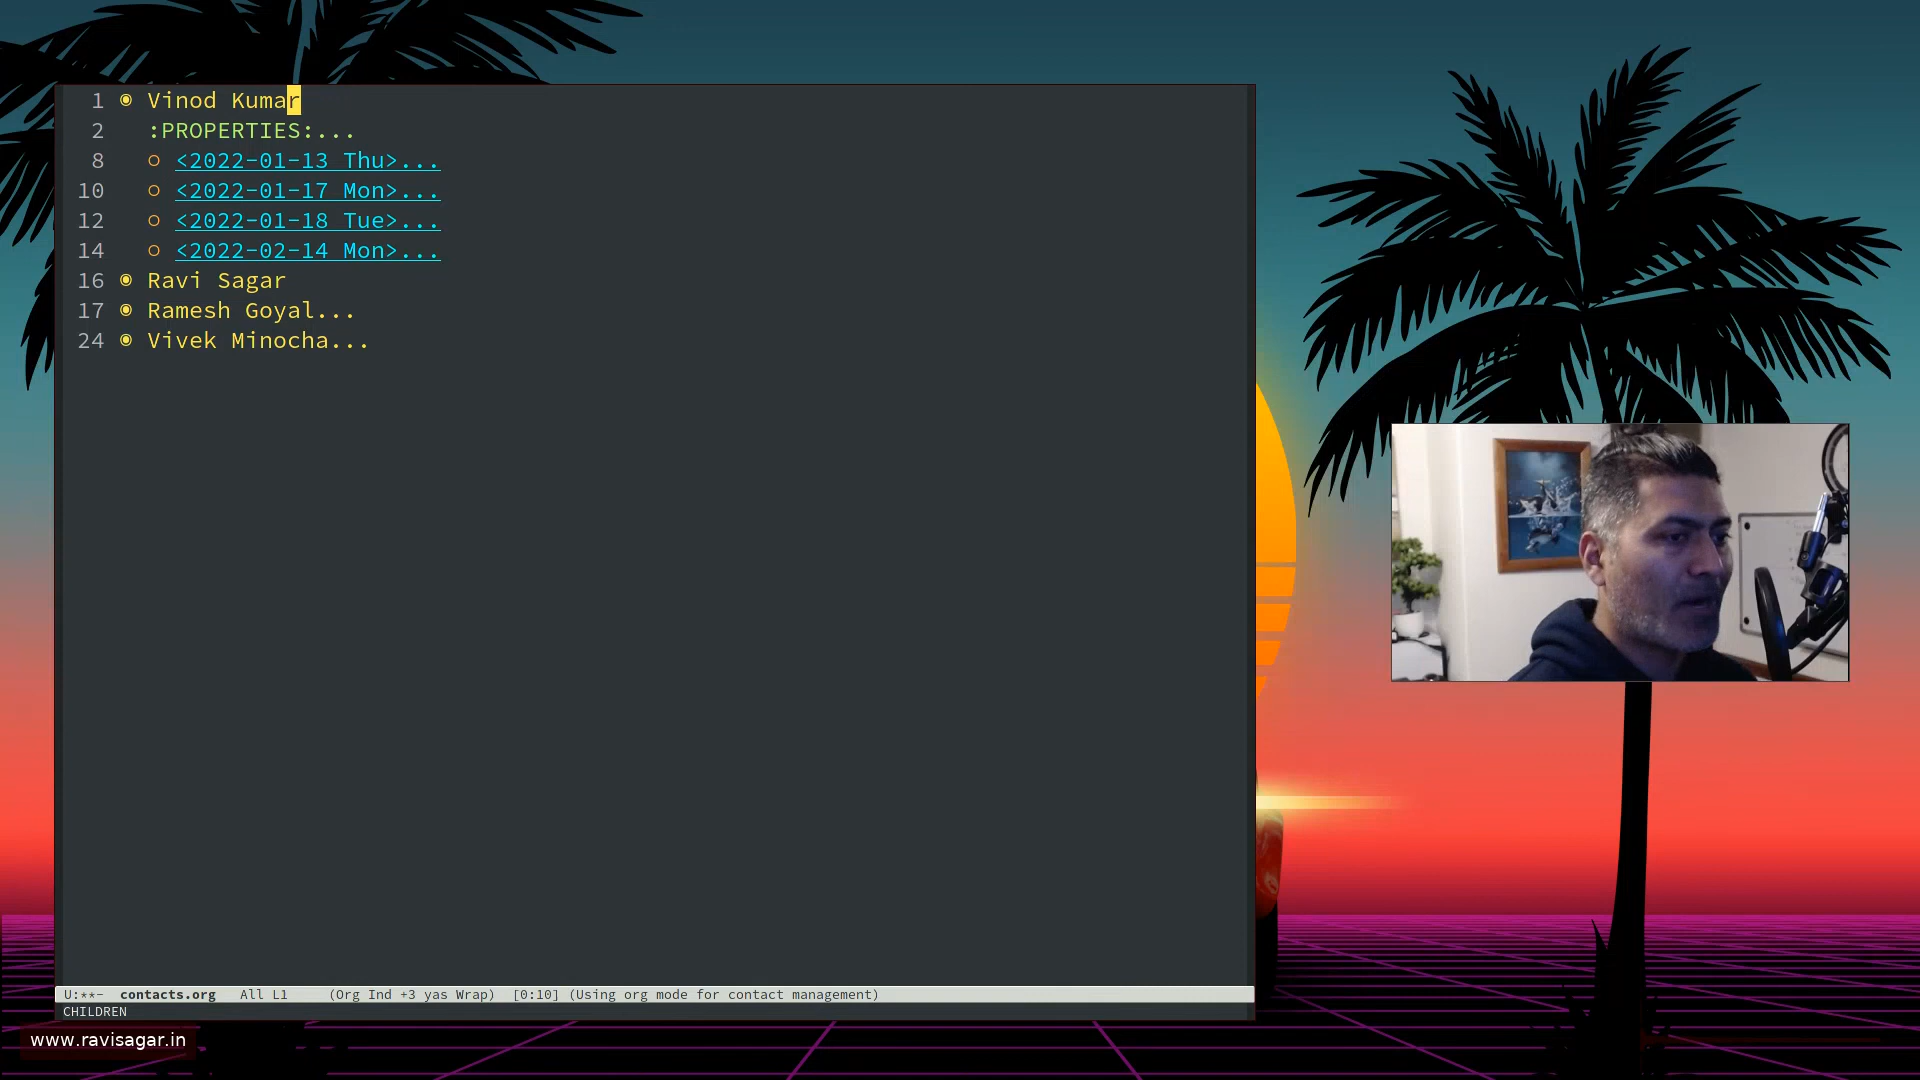 1 ◉ Vinod Kumar
2 :PROPERTIES:...
8 ○ <2022-01-13 Thu>...
10 ○ <2022-01-17 Mon>...
12 ○ <2022-01-18 Tue>...
14 ○ <2022-02-14 Mon>...
16 ◉ Ravi Sagar
17 ◉ Ramesh Goyal...
24 ◉ Vivek Minocha...
U:**- contacts.org All L1 (Org Ind +3 yas Wrap) [0:10] (Using org mode for contact management)
CHILDREN
www.ravisagar.in